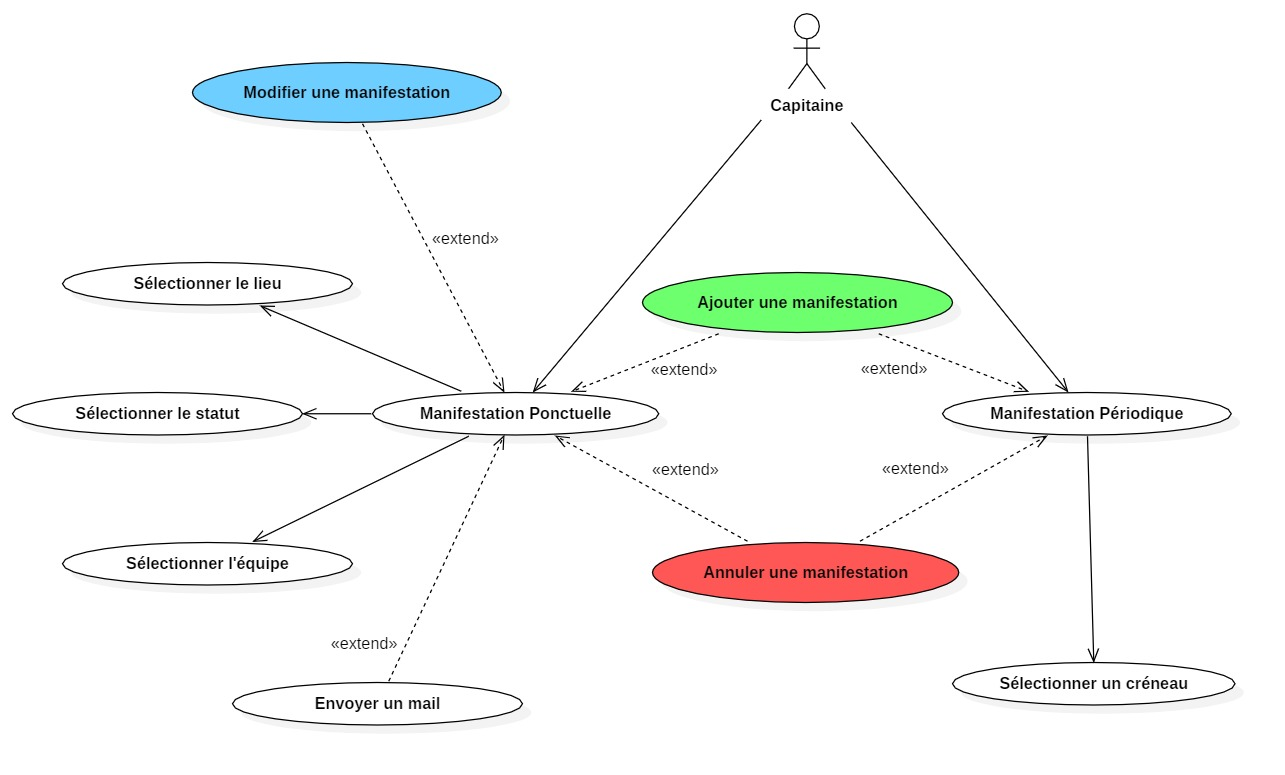 Modifier une manifestation
Capitaine
«extend»
Sélectionner le lieu
Ajouter une manifestation
«extend»
«extend»
Sélectionner le statut
Manifestation Ponctuelle
Manifestation Périodique
«extend»
«extend»
Sélectionner l'équipe
Annuler une manifestation
«extend»
Envoyer un mail
Sélectionner un créneau